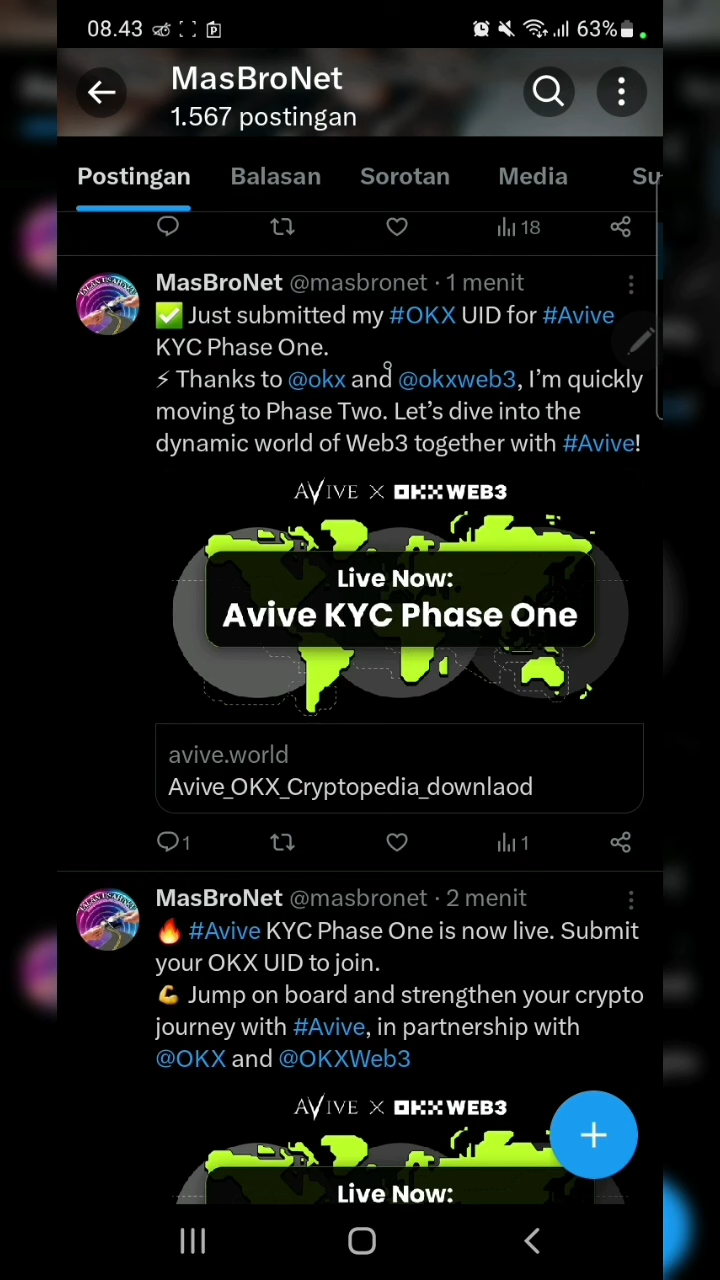 08.43
63%
MasBroNet
1.567 postingan
Postingan Balasan Sorotan Media Su
18
MasBroNet @masbronet · 1 menit
✅ Just submitted my #OKX UID for #Avive
KYC Phase One.
⚡ Thanks to @okx and @okxweb3, I'm quickly
moving to Phase Two. Let's dive into the
dynamic world of Web3 together with #Avive!
AVIVE × OKX WEB3
Live Now:
Avive KYC Phase One
avive.world
Avive_OKX_Cryptopedia_downlaod
1 1
MasBroNet @masbronet · 2 menit
🔥 #Avive KYC Phase One is now live. Submit
your OKX UID to join.
💪 Jump on board and strengthen your crypto
journey with #Avive, in partnership with
@OKX and @OKXWeb3
AVIVE × OKX WEB3
Live Now: